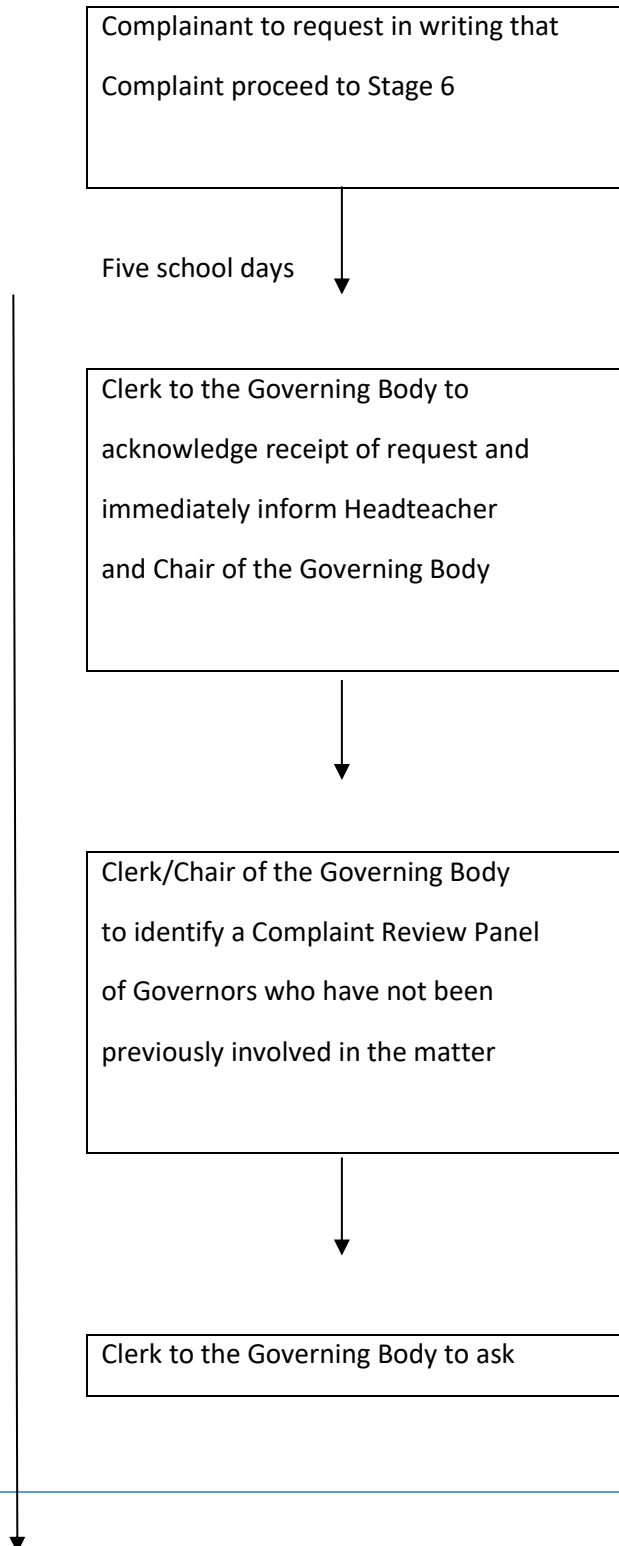 Complainant to request in writing that
Complaint proceed to Stage 6
Five school days
Clerk to the Governing Body to
acknowledge receipt of request and
immediately inform Headteacher
and Chair of the Governing Body
Clerk/Chair of the Governing Body
to identify a Complaint Review Panel
of Governors who have not been
previously involved in the matter
Clerk to the Governing Body to ask